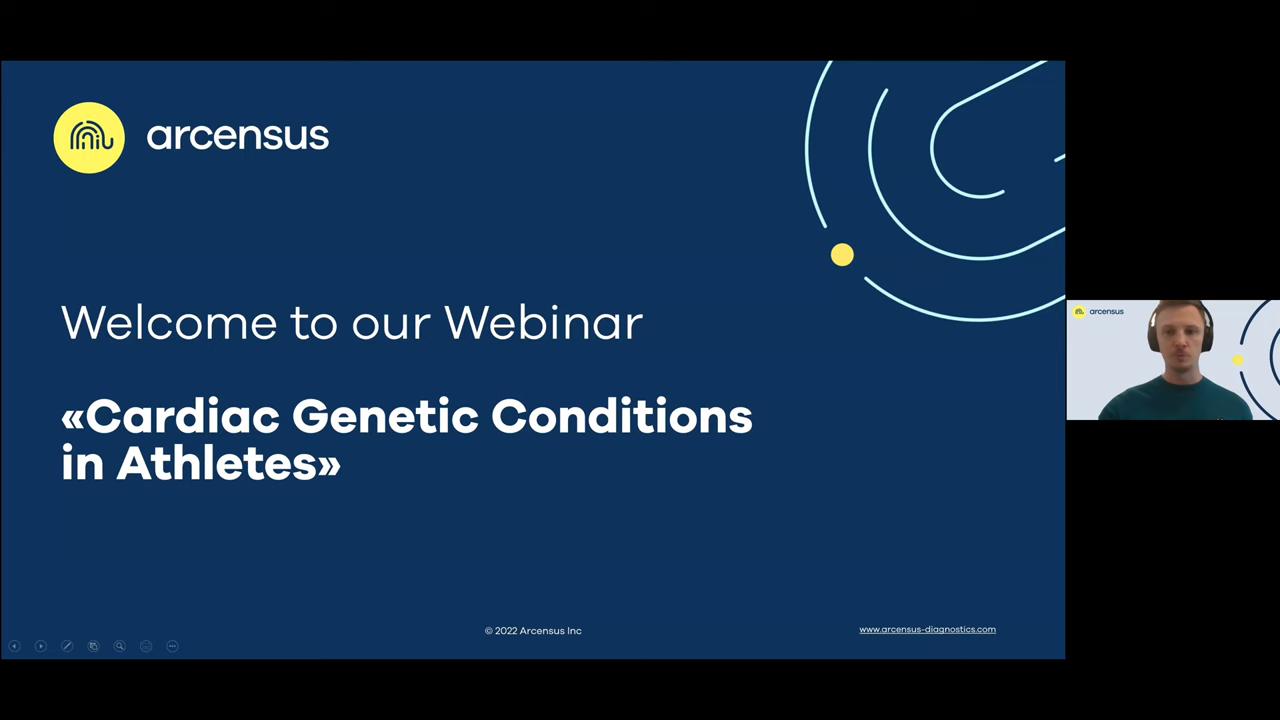 arcensus
Welcome to our Webinar
«Cardiac Genetic Conditions
in Athletes»
© 2022 Arcensus Inc
www.arcensus-diagnostics.com
arcensus